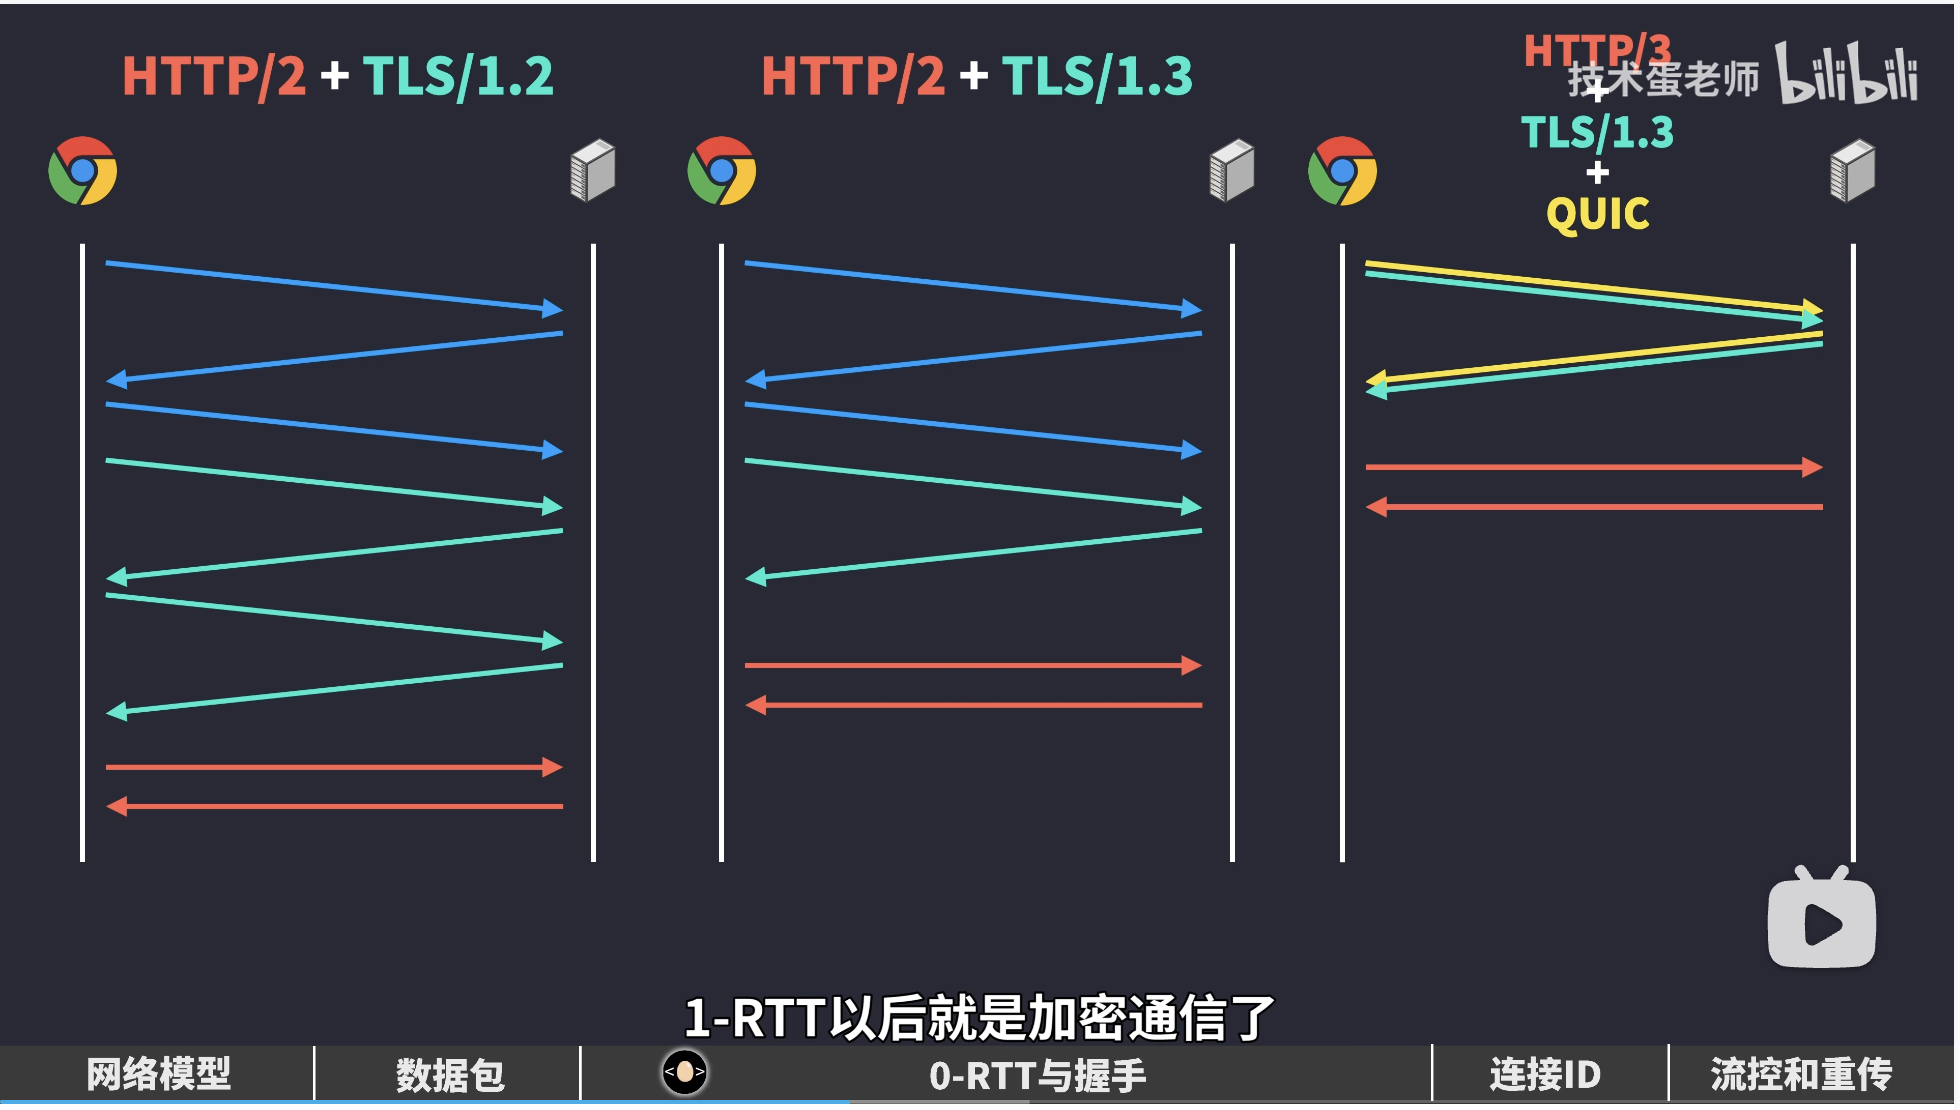 HTTP/2 + TLS/1.2
HTTP/2 + TLS/1.3
HTTP/3
+
TLS/1.3
+
QUIC
技术蛋老师 bilibili
1-RTT以后就是加密通信了
网络模型
数据包
< >
0-RTT与握手
连接ID
流控和重传